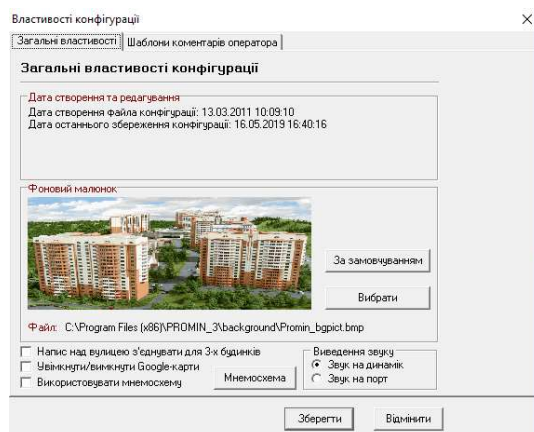 Властивості конфігурації
Загальні властивості Шаблони коментарів оператора
Загальні властивості конфігурації
Дата створення та редагування
Дата створення файла конфігурації: 13.03.2011 10:09:10
Дата останнього збереження конфігурації: 16.05.2019 16:40:16
Фоновий малюнок
За замовчуванням
Вибрати
Файл: C:\Program Files (x86)\PROMIN_3\background\Promin_bgpict.bmp
Напис над вулицею з'єднувати для 3-х будинків
Увімкнути/вимкнути Google-карти
Використовувати мнемосхему
Мнемосхема
Виведення звуку
Звук на динамік
Звук на порт
Зберегти Відмінити